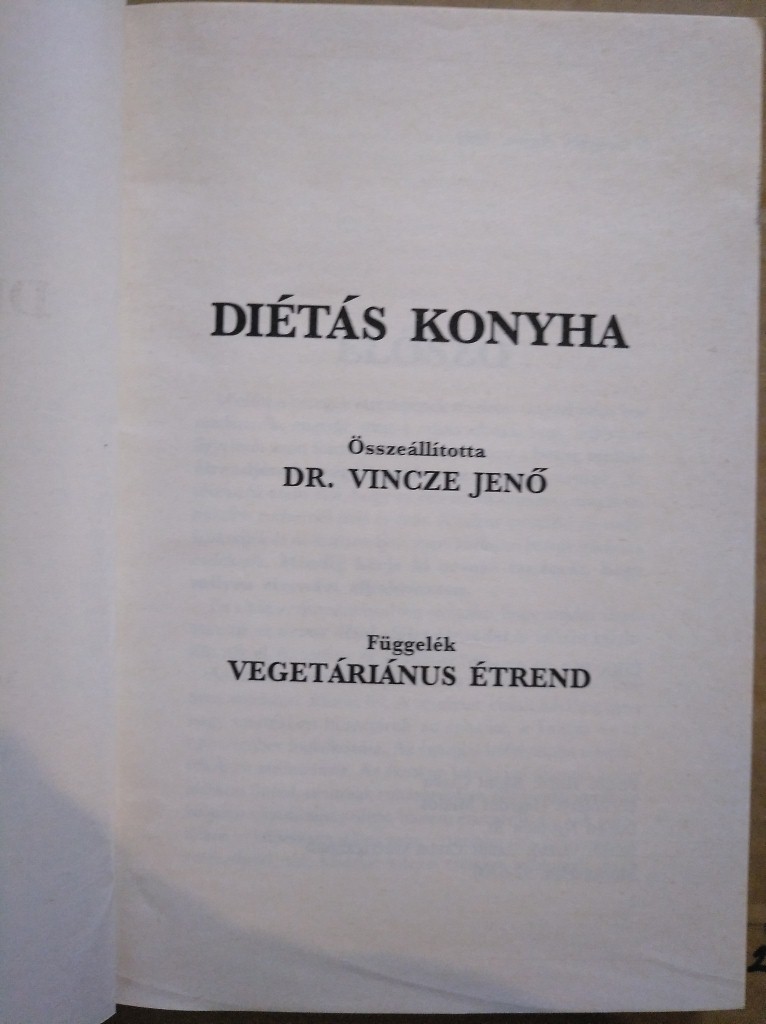 DIÉTÁS KONYHA
Összeállította
DR. VINCZE JENŐ
Függelék
VEGETÁRIÁNUS ÉTREND